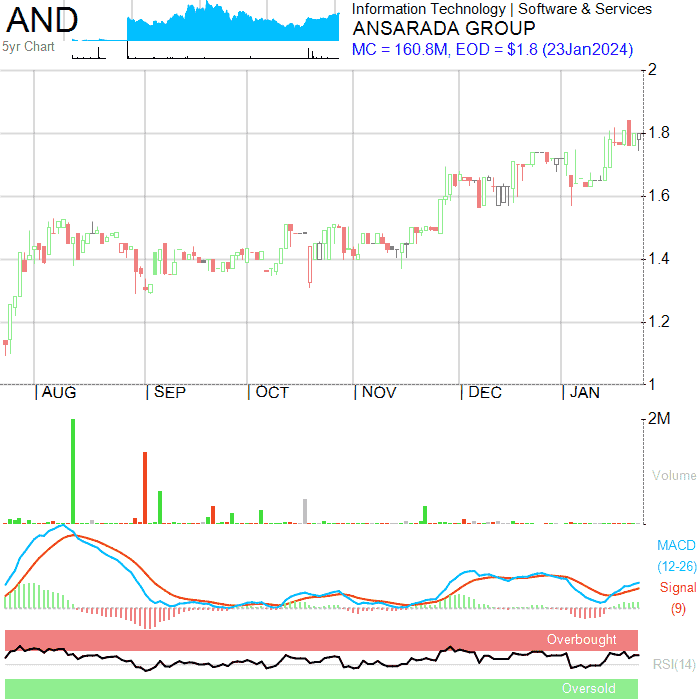 AND
5yr Chart
Information Technology | Software & Services
ANSARADA GROUP
MC = 160.8M, EOD = $1.8 (23Jan2024)
2
1.8
1.6
1.4
1.2
1
|AUG |SEP |OCT |NOV |DEC |JAN
2M
Volume
MACD
(12-26)
Signal
(9)
Overbought
RSI(14)
Oversold